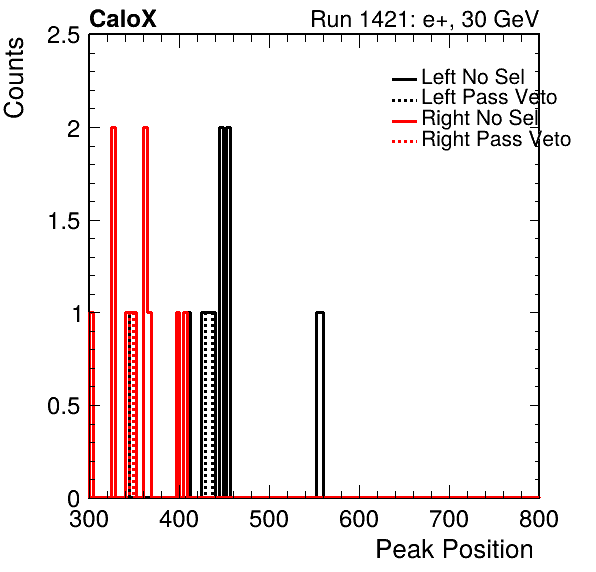 CaloX Run 1421: e+, 30 GeV
Counts
2.5
2
1.5
1
0.5
0
Left No Sel
Left Pass Veto
Right No Sel
Right Pass Veto
300 400 500 600 700 800
Peak Position